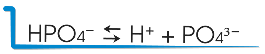 HPO₄⁻ ⇆ H⁺ + PO₄³⁻